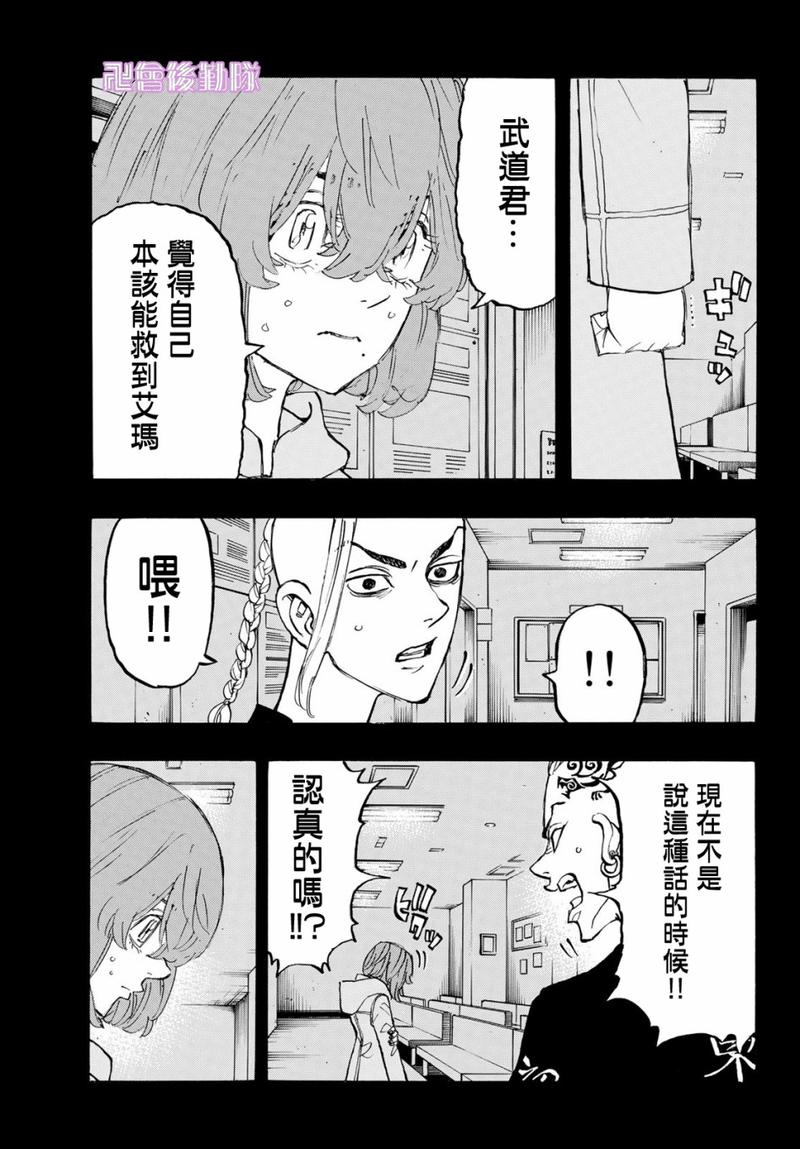 卍會後勤隊
……
ギュッ
武道君…
覺得自己
本該能救到艾瑪
!!
喂!!
現在不是
說這種話的時候!!
認真的嗎!!?
ビクッ